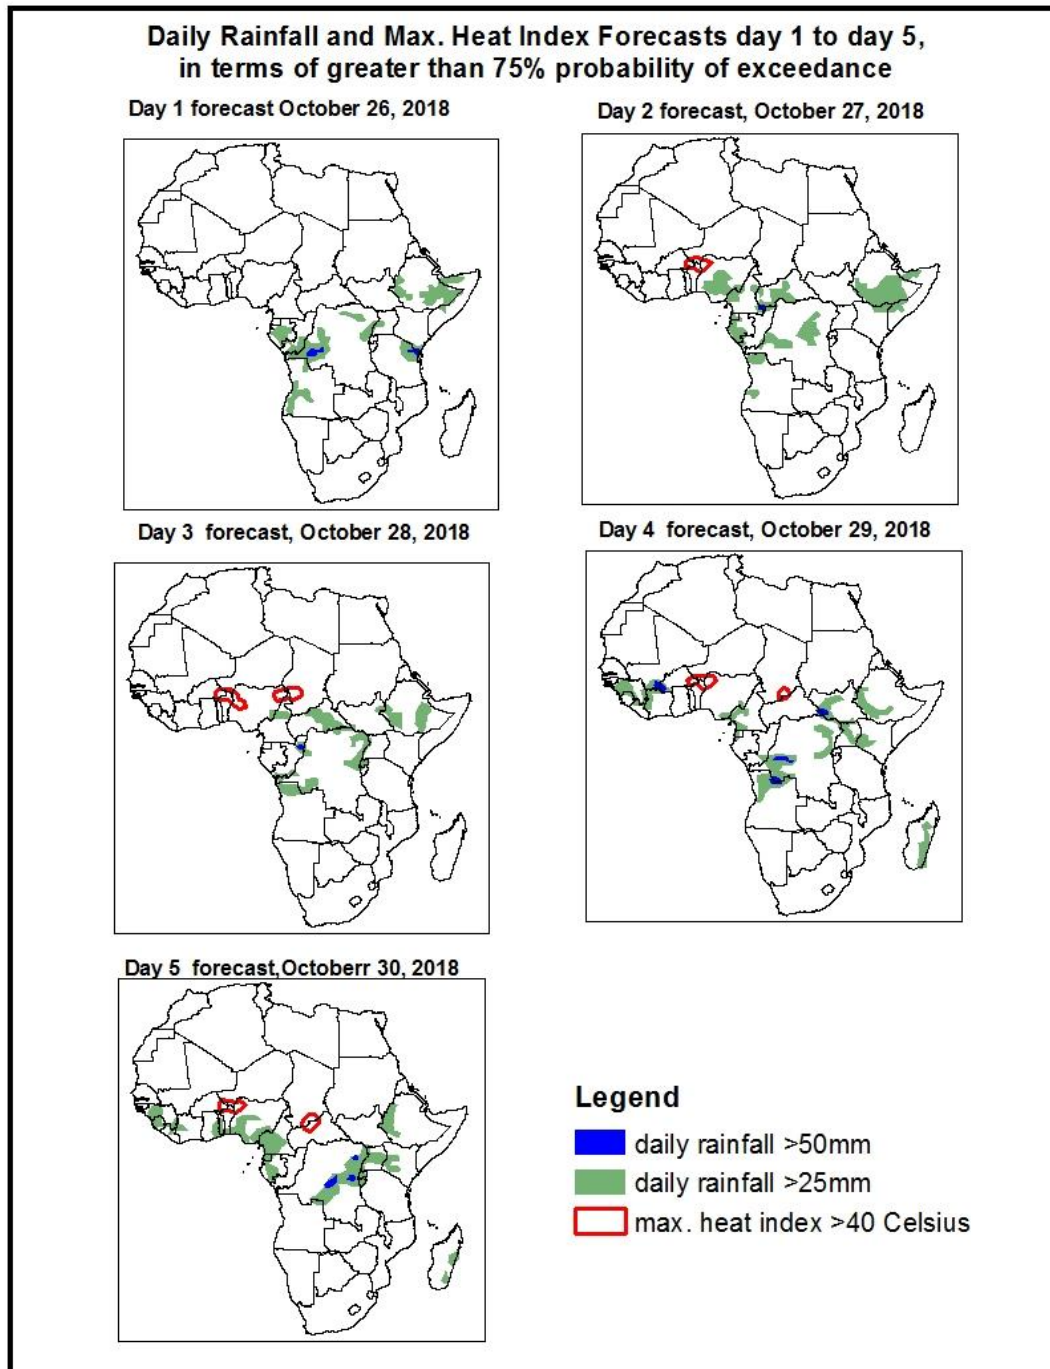 Daily Rainfall and Max. Heat Index Forecasts day 1 to day 5,
in terms of greater than 75% probability of exceedance
Day 1 forecast October 26, 2018
Day 2 forecast, October 27, 2018
Day 3 forecast, October 28, 2018
Day 4 forecast, October 29, 2018
Day 5 forecast,Octoberr 30, 2018
Legend
daily rainfall >50mm
daily rainfall >25mm
max. heat index >40 Celsius